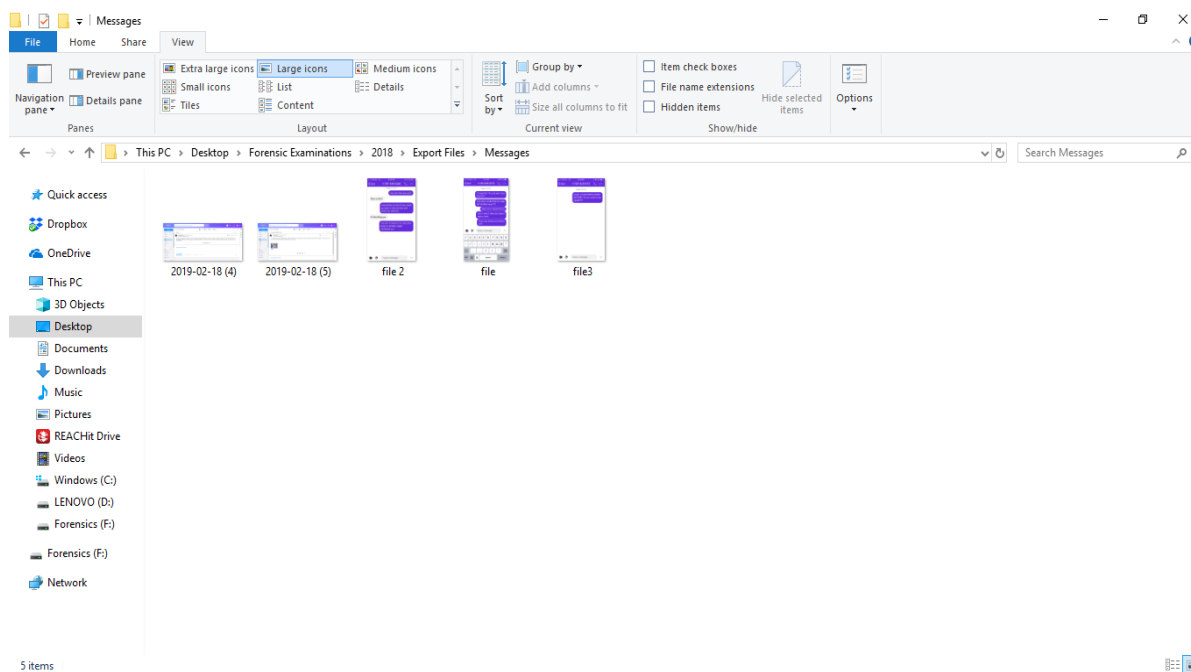 Messages
File Home Share View
Preview pane
Details pane
Navigation pane
Panes
Extra large icons Large icons Medium icons
Small icons List Details
Tiles Content
Layout
Sort by
Group by
Add columns
Size all columns to fit
Current view
Item check boxes
File name extensions
Hidden items
Hide selected items
Show/hide
Options
This PC > Desktop > Forensic Examinations > 2018 > Export Files > Messages
Search Messages
Quick access
Dropbox
OneDrive
This PC
3D Objects
Desktop
Documents
Downloads
Music
Pictures
REACHit Drive
Videos
Windows (C:)
LENOVO (D:)
Forensics (F:)
Forensics (F:)
Network
2019-02-18 (4) 2019-02-18 (5) file 2 file file3
5 items